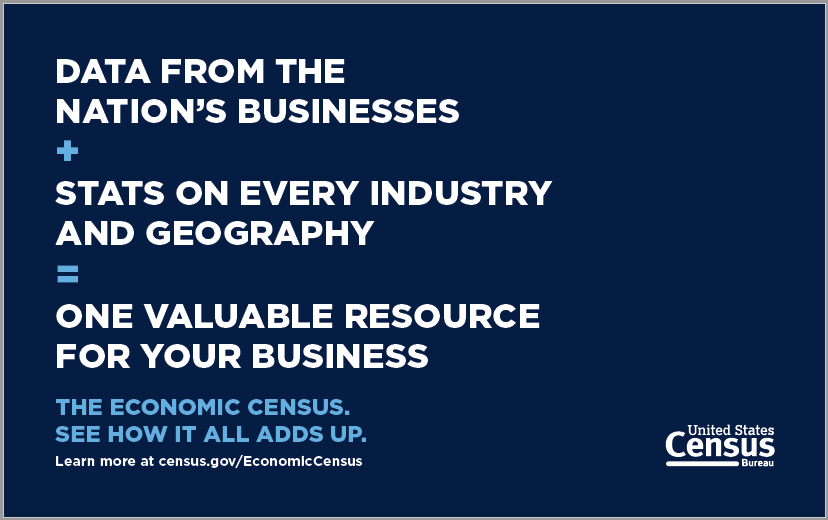 DATA FROM THE
NATION’S BUSINESSES
+
STATS ON EVERY INDUSTRY
AND GEOGRAPHY
=
ONE VALUABLE RESOURCE
FOR YOUR BUSINESS
THE ECONOMIC CENSUS.
SEE HOW IT ALL ADDS UP.
Learn more at census.gov/EconomicCensus
United States
Census
Bureau